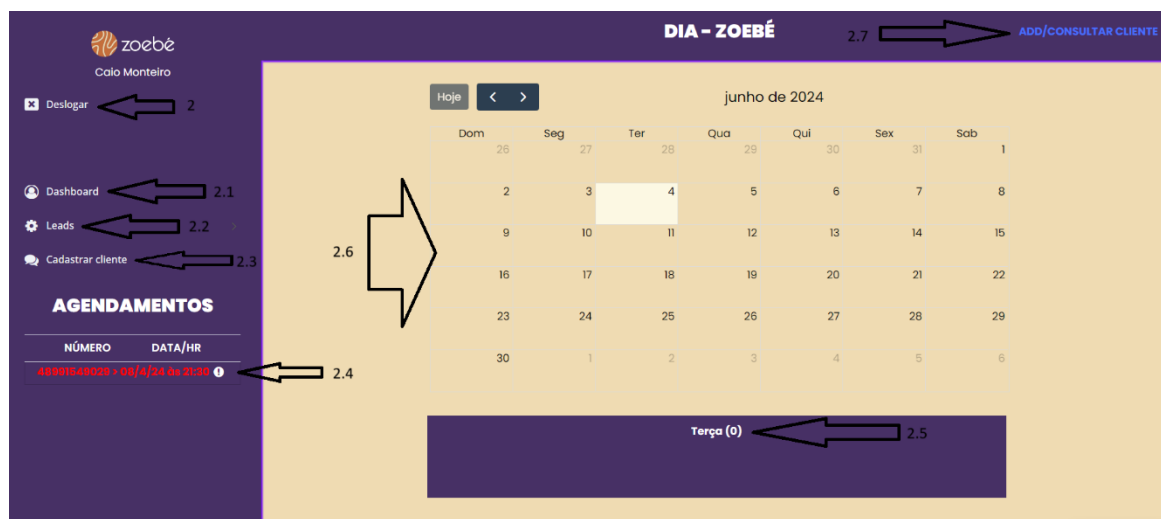 zoebé
DIA – ZOEBÉ
2.7
ADD/CONSULTAR CLIENTE
Caio Monteiro
Deslogar
2
Hoje
junho de 2024
Dom Seg Ter Qua Qui Sex Sab
26 27 28 29 30 31 1
Dashboard
2.1
2 3 4 5 6 7 8
Leads
2.2
9 10 11 12 13 14 15
Cadastrar cliente
2.3
2.6
16 17 18 19 20 21 22
AGENDAMENTOS
23 24 25 26 27 28 29
NÚMERO DATA/HR
30 1 2 3 4 5 6
48991549029 > 08/4/24 às 21:30
2.4
Terça (0)
2.5